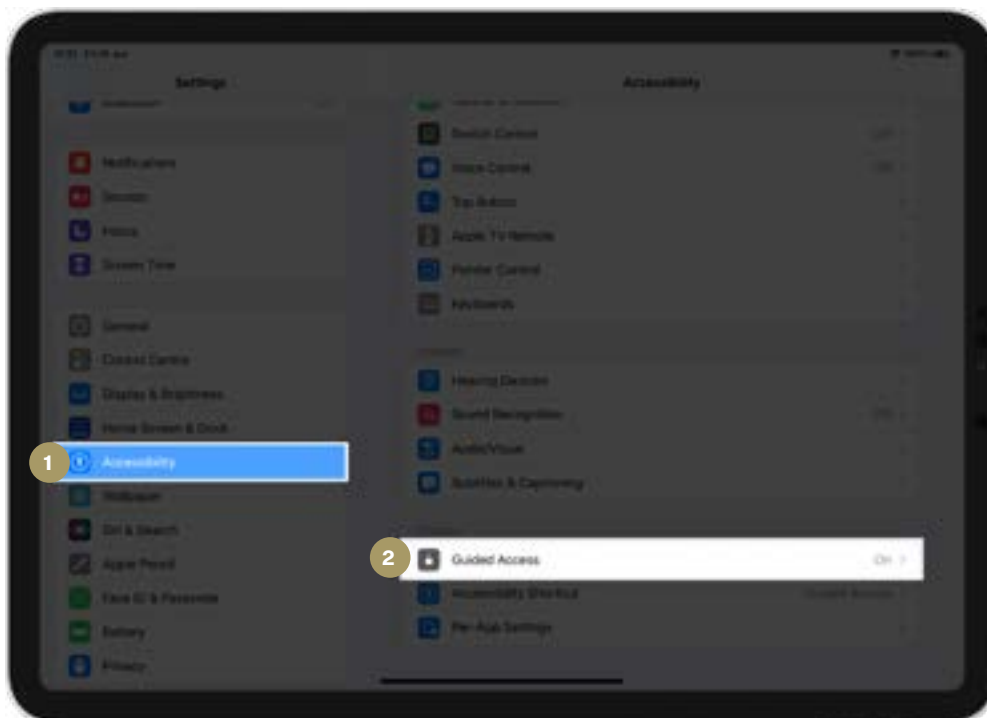 Settings
Accessibility
Switch Control
Off
Voice Control
Off
Top Button
Apple TV Remote
Pointer Control
Keyboards
Notifications
Sounds
Focus
Screen Time
General
Control Centre
Display & Brightness
Home Screen & Dock
1
Accessibility
Wallpaper
Siri & Search
Apple Pencil
Face ID & Passcode
Battery
Privacy
Hearing Devices
Sound Recognition
Off
Audio/Visual
Subtitles & Captioning
2
Guided Access
On
Accessibility Shortcut
Guided Access
Per-App Settings